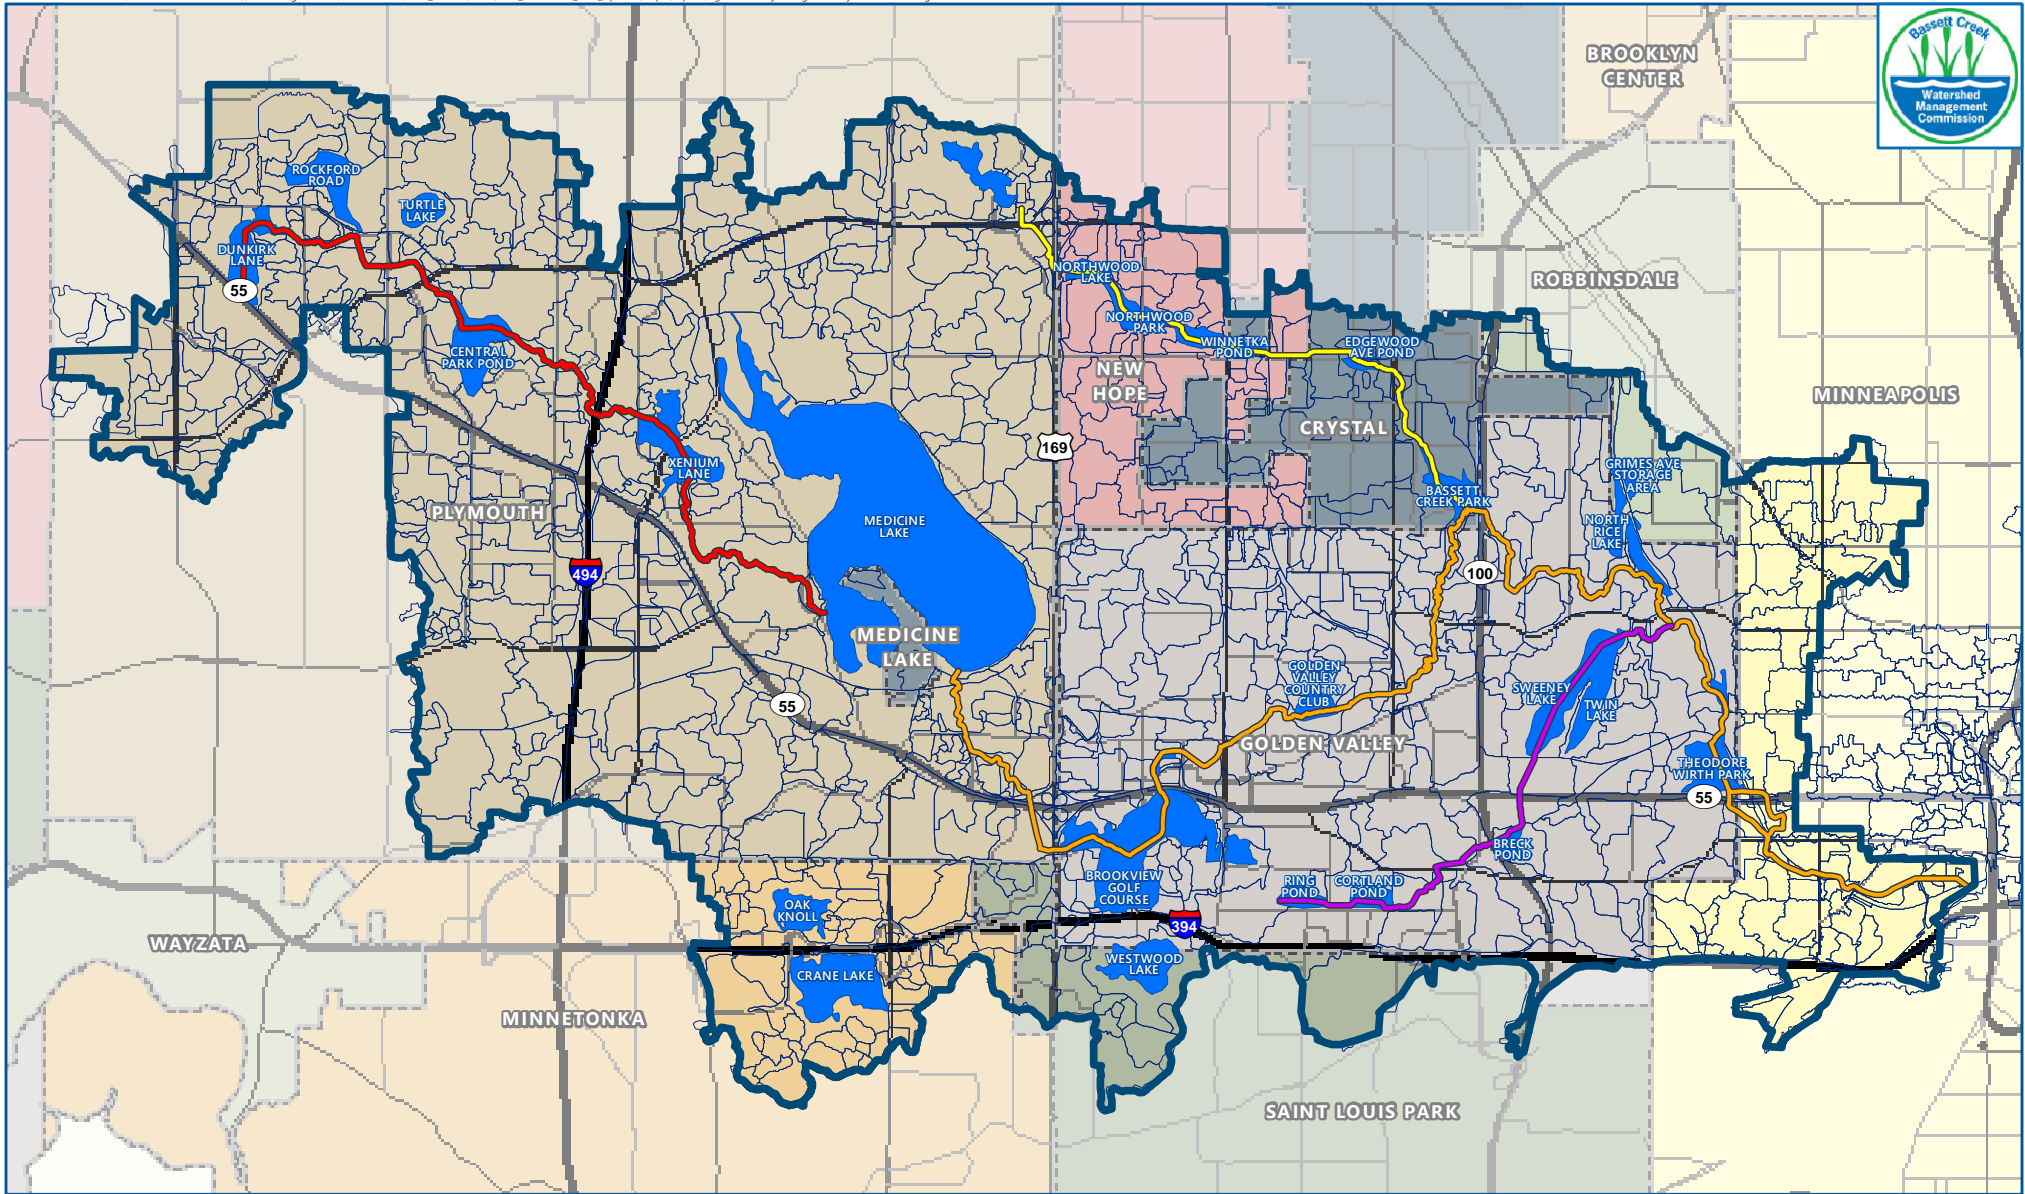 Bassett Creek
Watershed
Management
Commission
BROOKLYN
CENTER
ROCKFORD
ROAD
TURTLE
LAKE
DUNKIRK
LANE
55
NORTHWOOD
LAKE
ROBBINSDALE
NORTHWOOD
PARK
WINNETKA
POND
EDGEWOOD
AVE POND
CENTRAL
PARK POND
NEW
HOPE
MINNEAPOLIS
CRYSTAL
169
XENIUM
LANE
GRIMES AVE
STORAGE
AREA
BASSETT
CREEK PARK
PLYMOUTH
MEDICINE
LAKE
NORTH
RICE
LAKE
494
100
MEDICINE
LAKE
GOLDEN
VALLEY
COUNTRY
CLUB
SWEENEY
LAKE
TWIN
LAKE
55
GOLDEN VALLEY
THEODORE
WIRTH PARK
55
BRECK
POND
BROOKVIEW
GOLF
COURSE
RING
POND
CORTLAND
POND
OAK
KNOLL
394
WAYZATA
WESTWOOD
LAKE
CRANE LAKE
MINNETONKA
SAINT LOUIS PARK